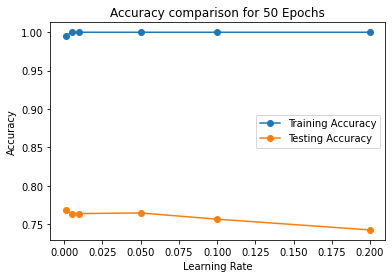 Accuracy comparison for 50 Epochs
1.00
0.95
0.90
0.85
0.80
0.75
Accuracy
Training Accuracy
Testing Accuracy
0.000 0.025 0.050 0.075 0.100 0.125 0.150 0.175 0.200
Learning Rate